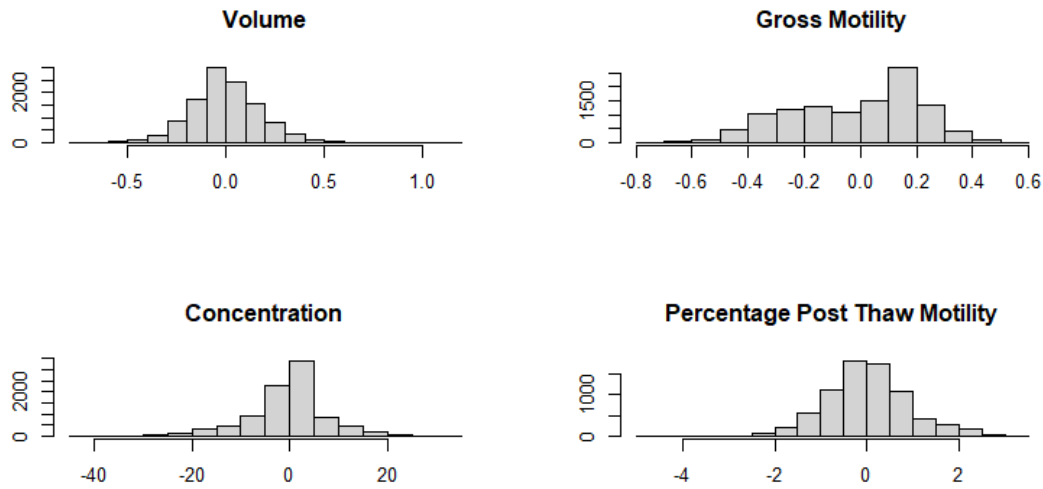 Volume
2000
0
-0.5 0.0 0.5 1.0
Gross Motility
1500
0
-0.8 -0.6 -0.4 -0.2 0.0 0.2 0.4 0.6
Concentration
2000
0
-40 -20 0 20
Percentage Post Thaw Motility
1000
0
-4 -2 0 2